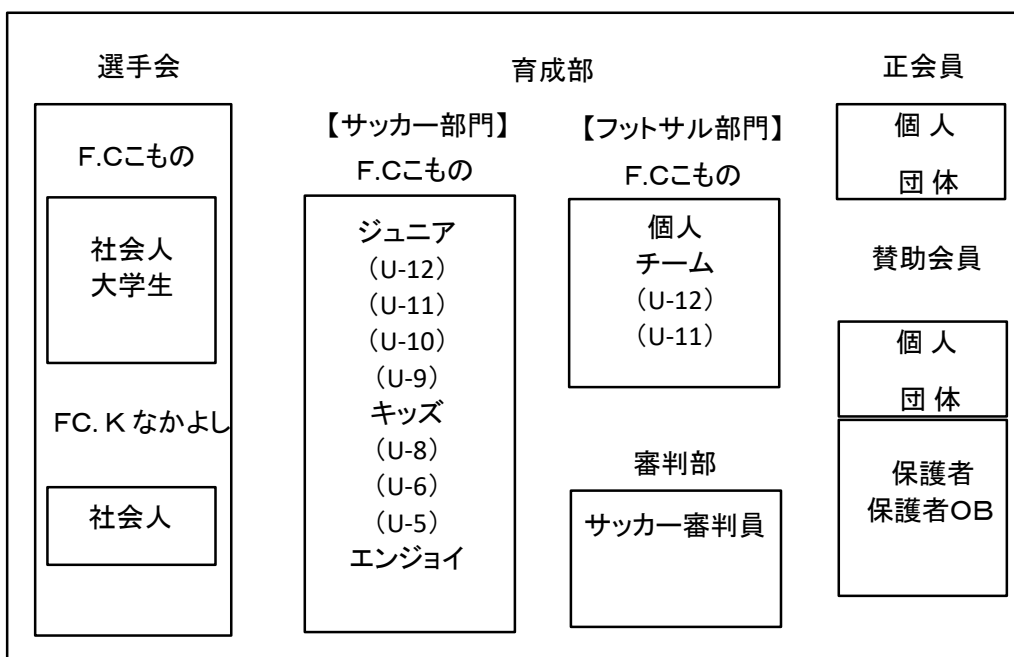 選手会
F.Cこもの
社会人
大学生
FC.Kなかよし
社会人
育成部
【サッカー部門】
F.Cこもの
ジュニア
（U-12）
（U-11）
（U-10）
（U-9）
キッズ
（U-8）
（U-6）
（U-5）
エンジョイ
【フットサル部門】
F.Cこもの
個人
チーム
（U-12）
（U-11）
審判部
サッカー審判員
正会員
個 人
団 体
賛助会員
個 人
団 体
保護者
保護者OB